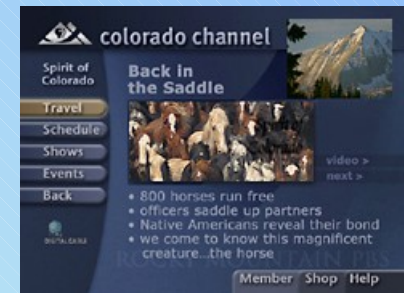 colorado channel
Spirit of
Colorado
Back in
the Saddle
Travel
Schedule
Shows
Events
Back
video >
next >
• 800 horses run free
• officers saddle up partners
• Native Americans reveal their bond
• we come to know this magnificent
creature...the horse
DIGITAL CABLE
ROCKY MOUNTAIN PBS
Member Shop Help